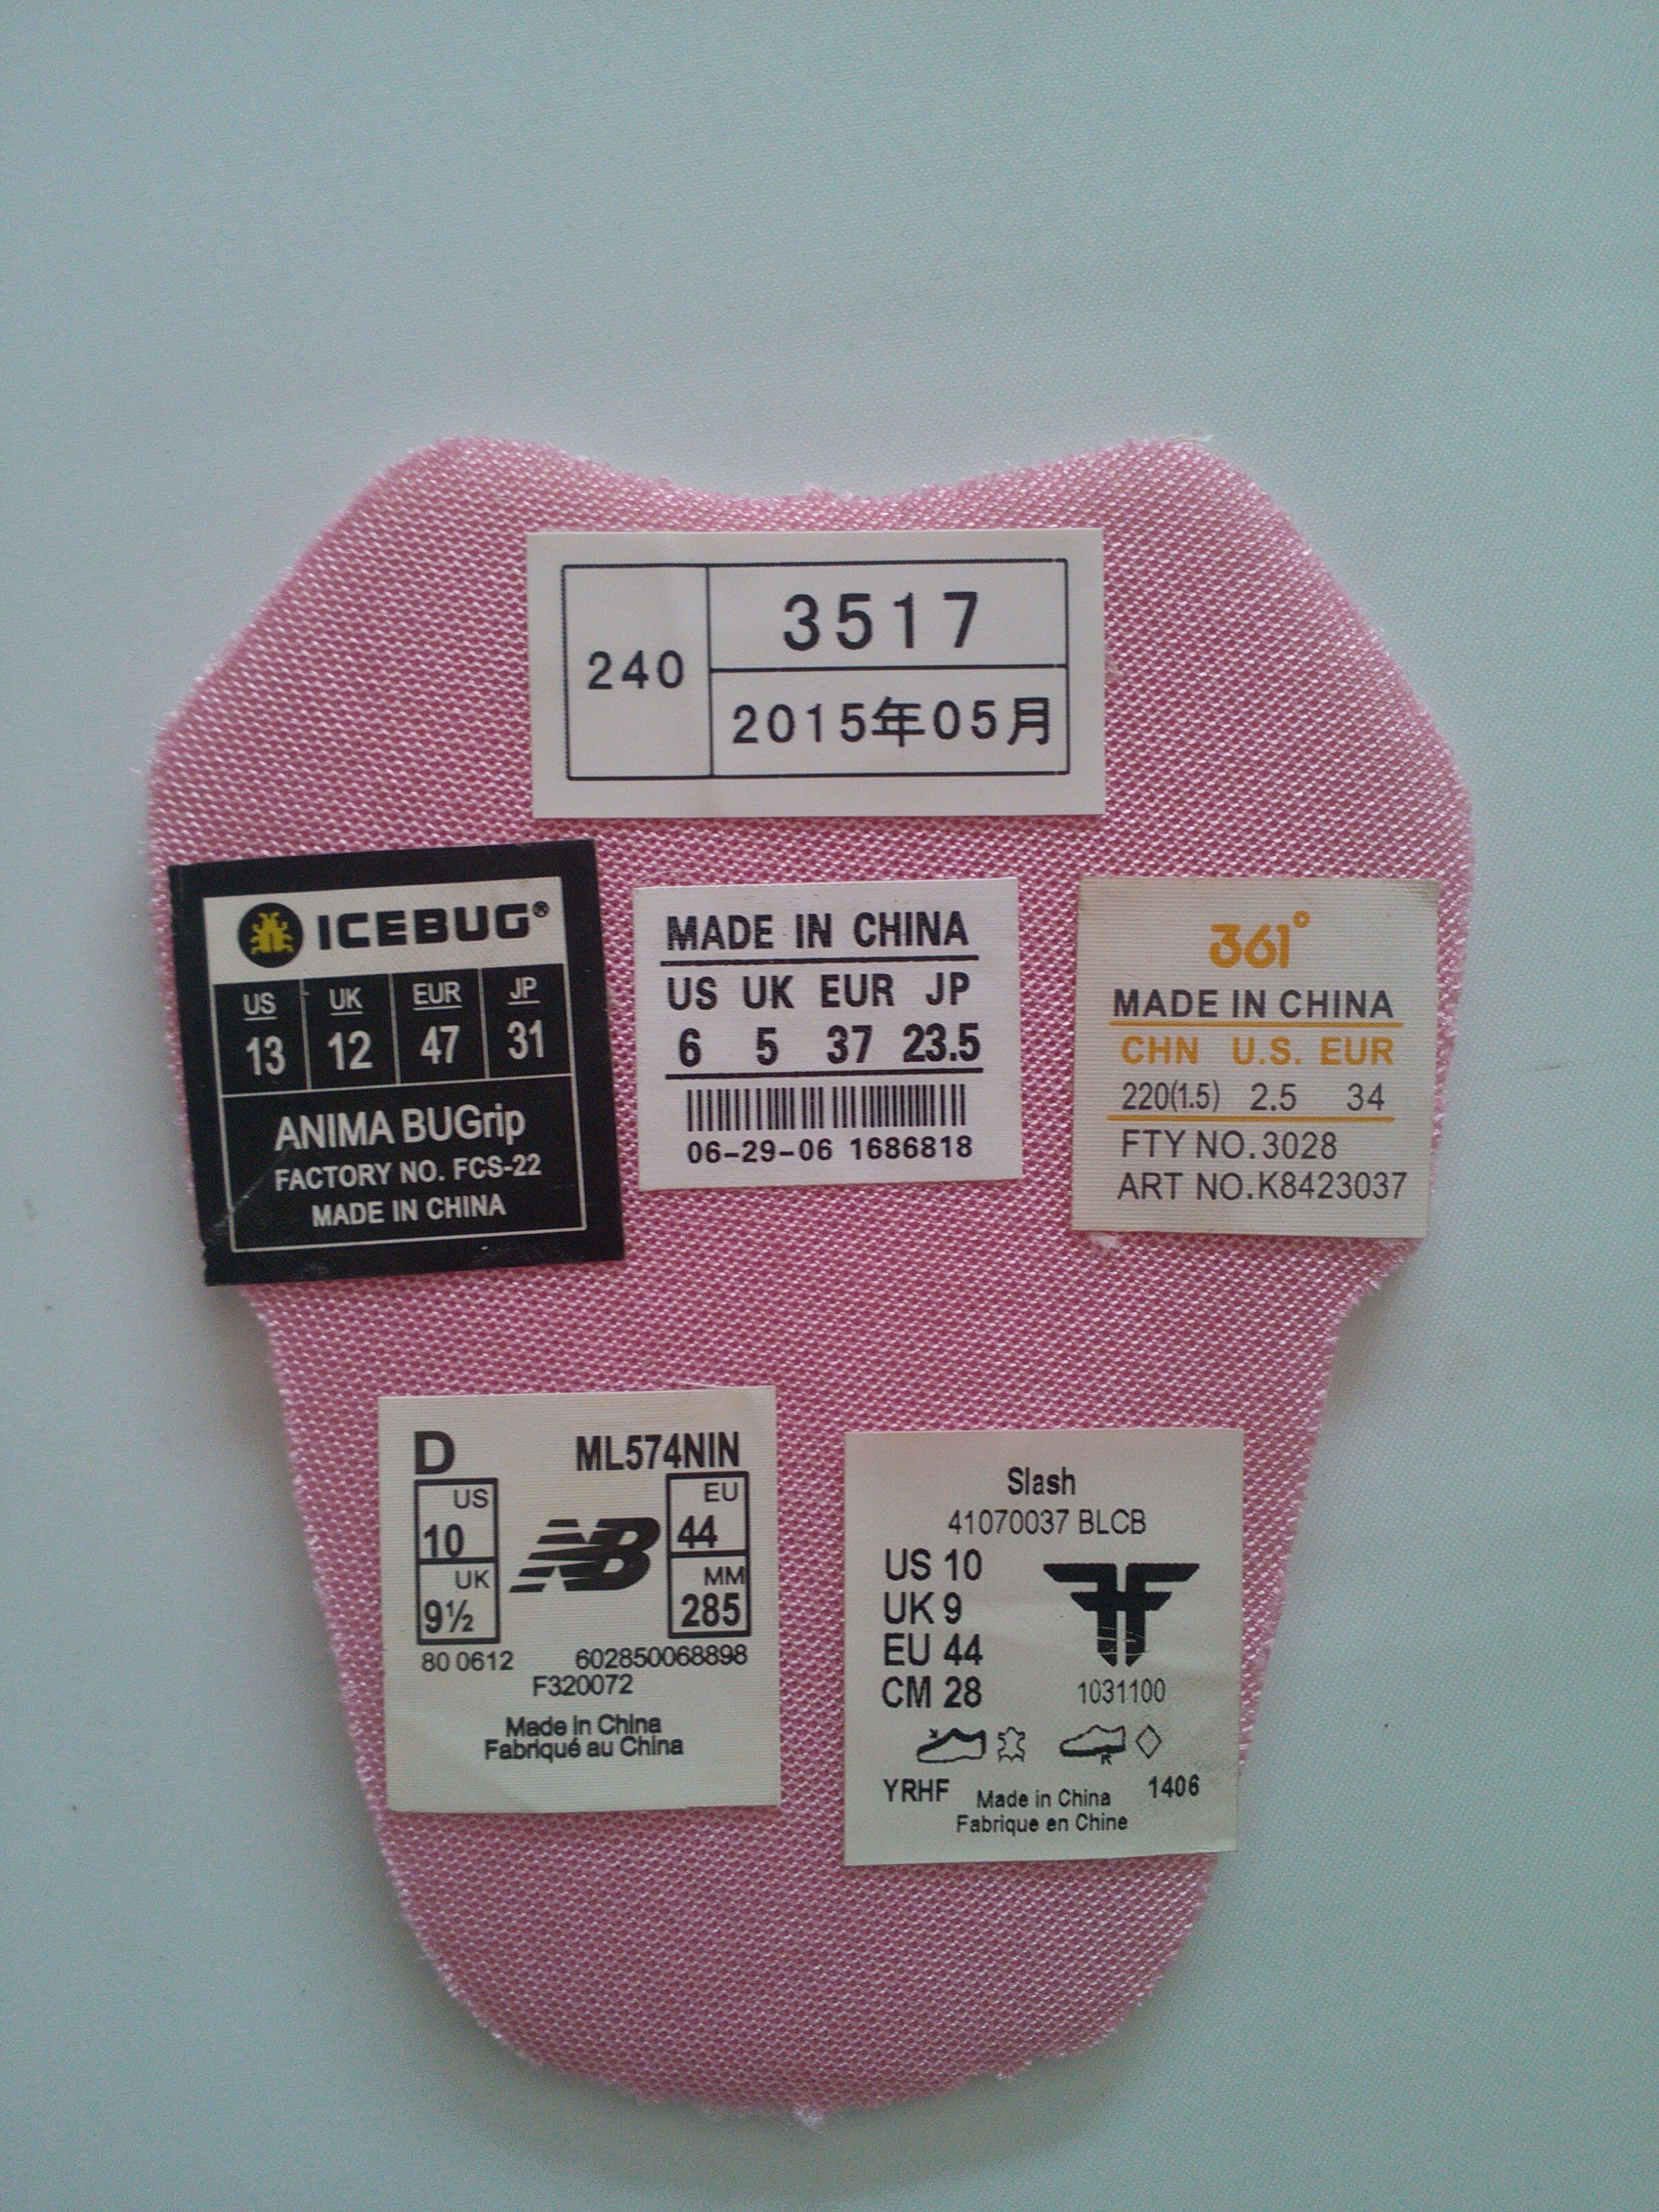 240
3517
2015年05月
ICEBUG®
US UK EUR JP
13 12 47 31
ANIMA BUGrip
FACTORY NO. FCS-22
MADE IN CHINA
MADE IN CHINA
US UK EUR JP
6 5 37 23.5
06-29-06 1686818
361°
MADE IN CHINA
CHN U.S. EUR
220(1.5) 2.5 34
FTY NO.3028
ART NO.K8423037
D ML574NIN
US
10
UK
9½
NB
EU
44
MM
285
80 0612 602850068898
F320072
Made in China
Fabriqué au China
Slash
41070037 BLCB
US 10
UK 9
EU 44
CM 28
1031100
YRHF Made in China 1406
Fabrique en Chine